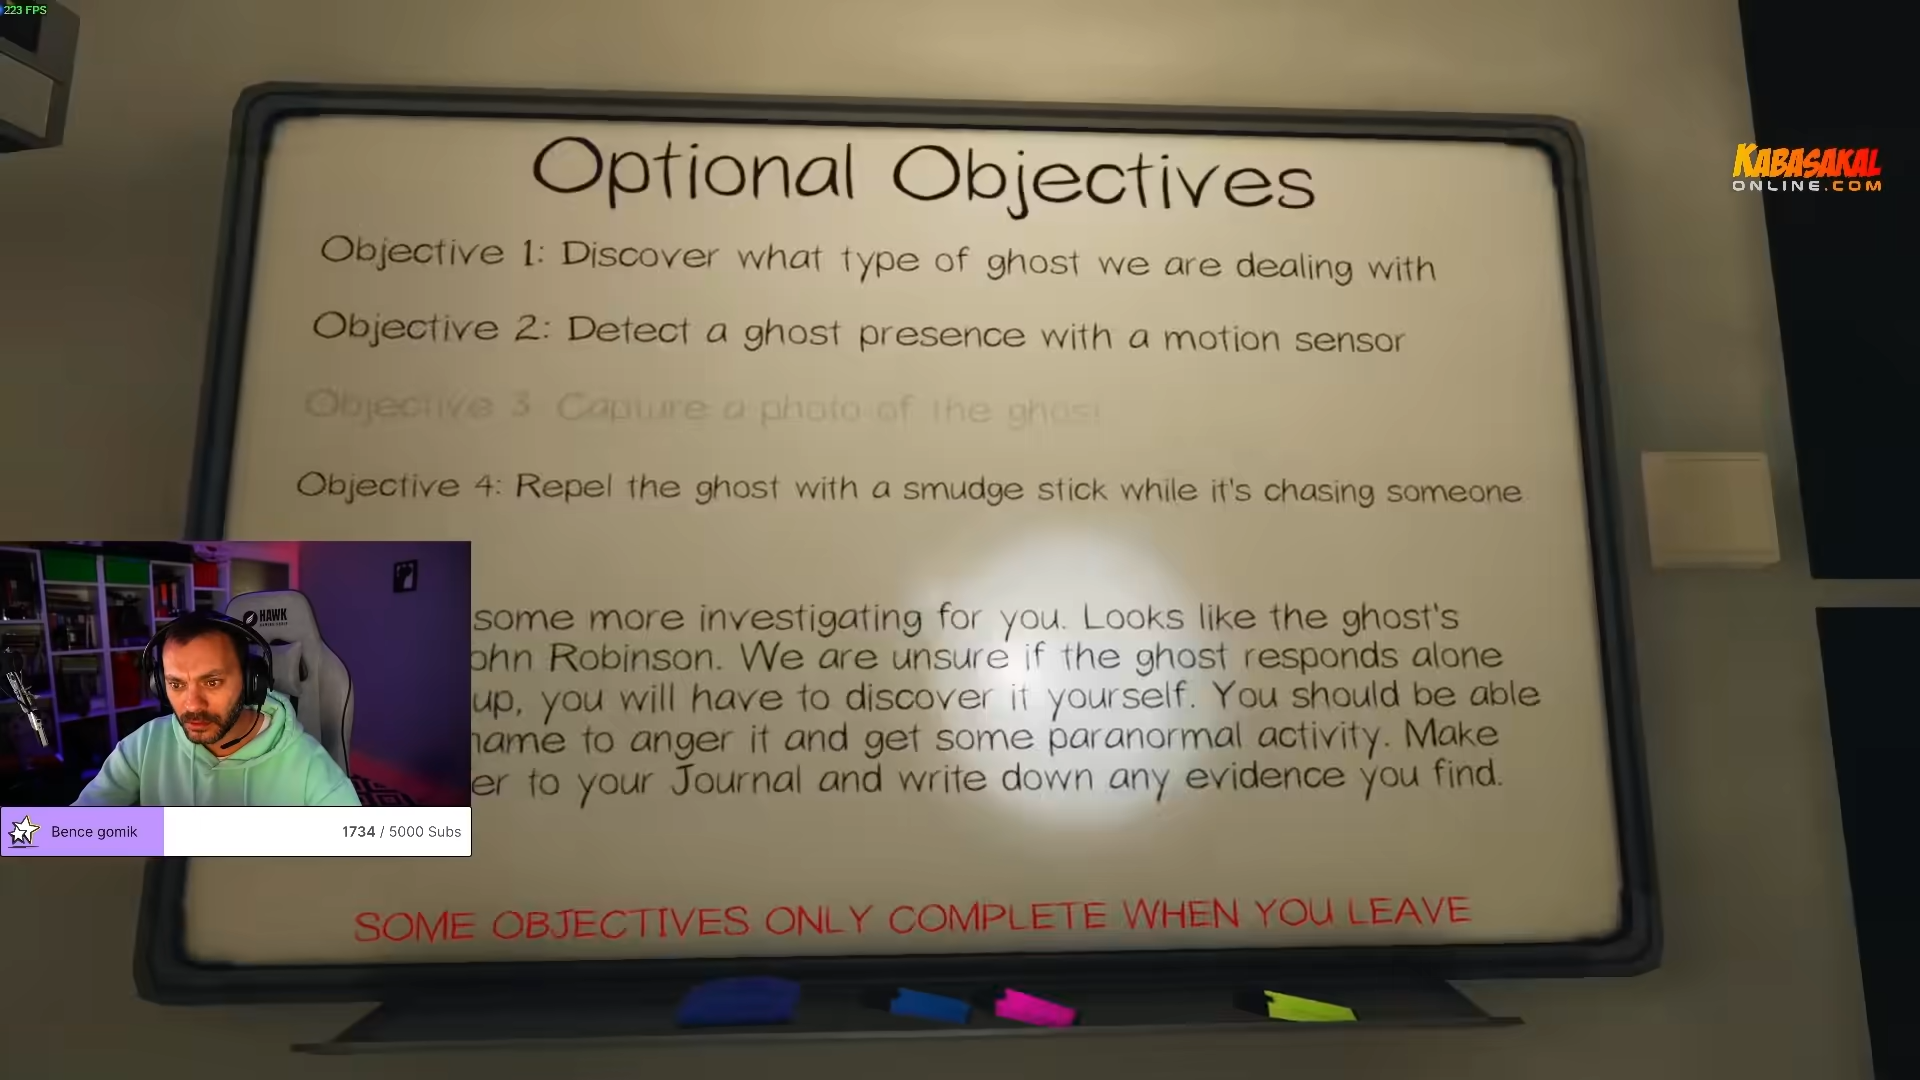 223 FPS
KABASAKAL
ONLINE.COM
Optional Objectives
Objective 1: Discover what type of ghost we are dealing with
Objective 2: Detect a ghost presence with a motion sensor
Objective 3: Capture a photo of the ghost
Objective 4: Repel the ghost with a smudge stick while it's chasing someone
some more investigating for you. Looks like the ghost's
ohn Robinson. We are unsure if the ghost responds alone
up, you will have to discover it yourself. You should be able
name to anger it and get some paranormal activity. Make
er to your Journal and write down any evidence you find.
HAWK
Bence gomik 1734 / 5000 Subs
SOME OBJECTIVES ONLY COMPLETE WHEN YOU LEAVE